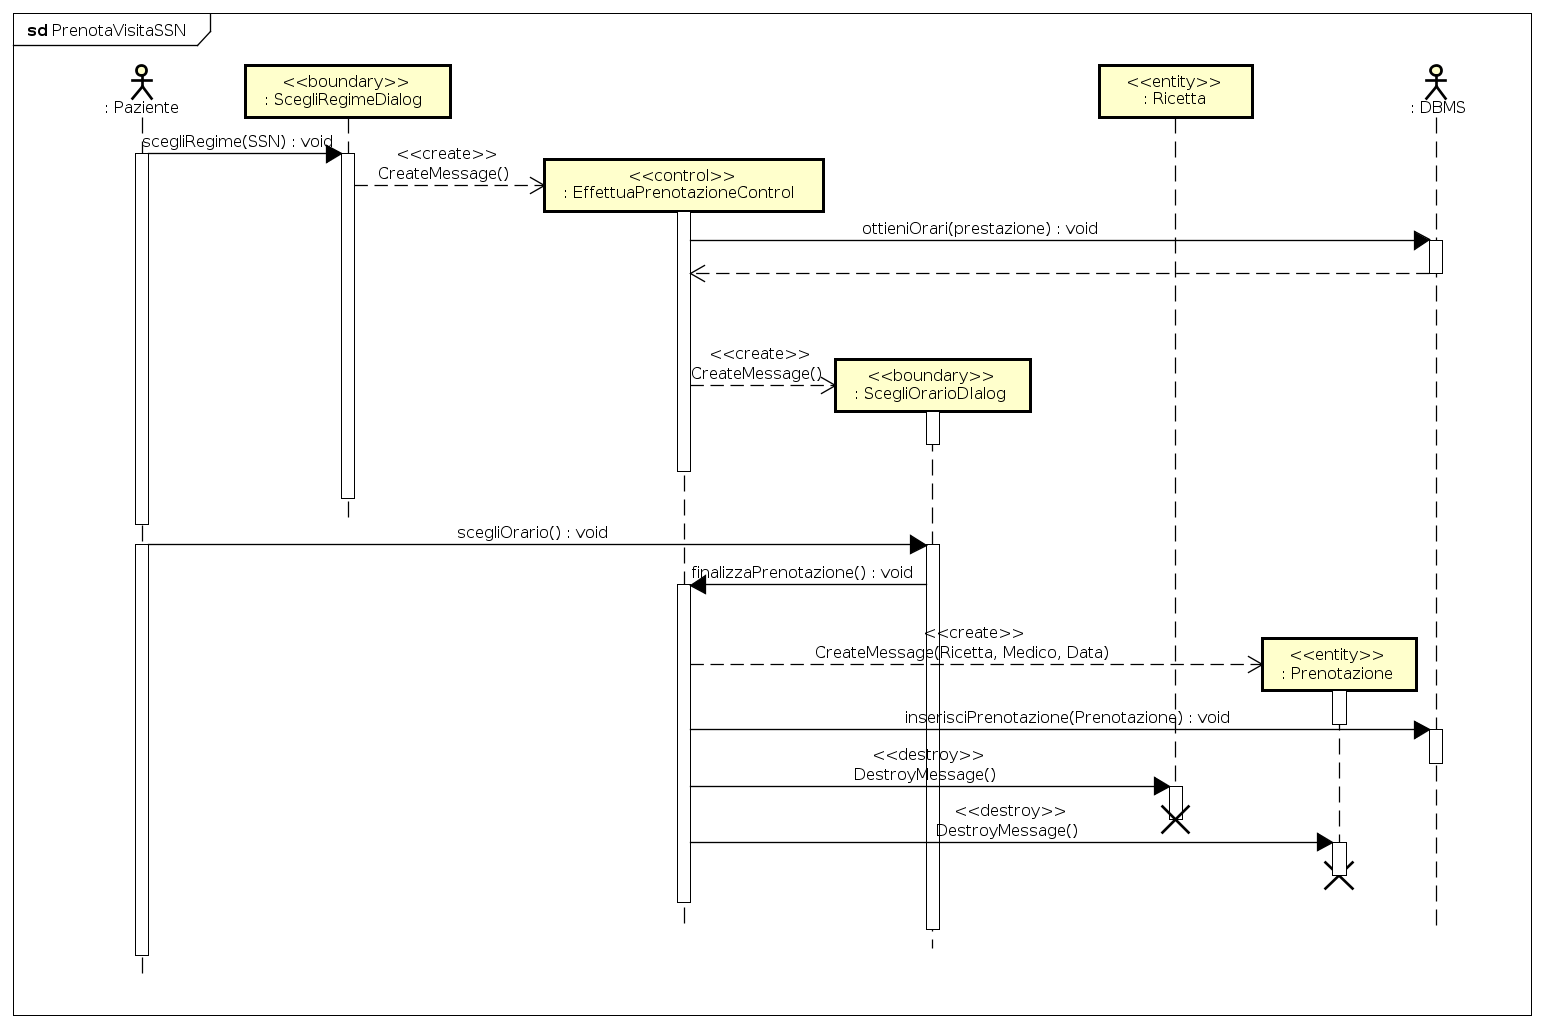 sd PrenotaVisitaSSN
: Paziente
<<boundary>>
: ScegliRegimeDialog
<<entity>>
: Ricetta
: DBMS
scegliRegime(SSN) : void
<<create>>
CreateMessage()
<<control>>
: EffettuaPrenotazioneControl
ottieniOrari(prestazione) : void
<<create>>
CreateMessage()
<<boundary>>
: ScegliOrarioDIalog
scegliOrario() : void
finalizzaPrenotazione() : void
<<create>>
CreateMessage(Ricetta, Medico, Data)
<<entity>>
: Prenotazione
inserisciPrenotazione(Prenotazione) : void
<<destroy>>
DestroyMessage()
<<destroy>>
DestroyMessage()